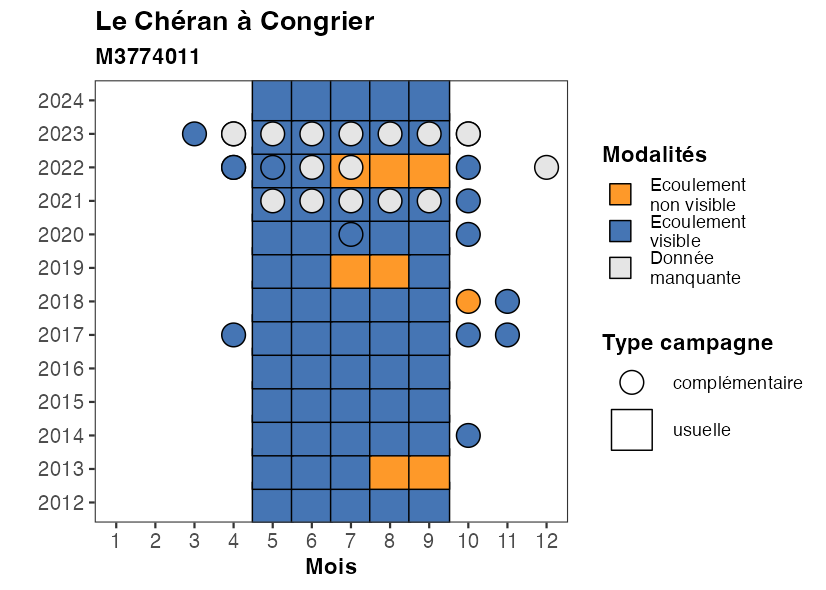 Le Chéran à Congrier
M3774011
2024
2023
2022
2021
2020
2019
2018
2017
2016
2015
2014
2013
2012
1 2 3 4 5 6 7 8 9 10 11 12
Mois
Modalités
Ecoulement
non visible
Ecoulement
visible
Donnée
manquante
Type campagne
complémentaire
usuelle